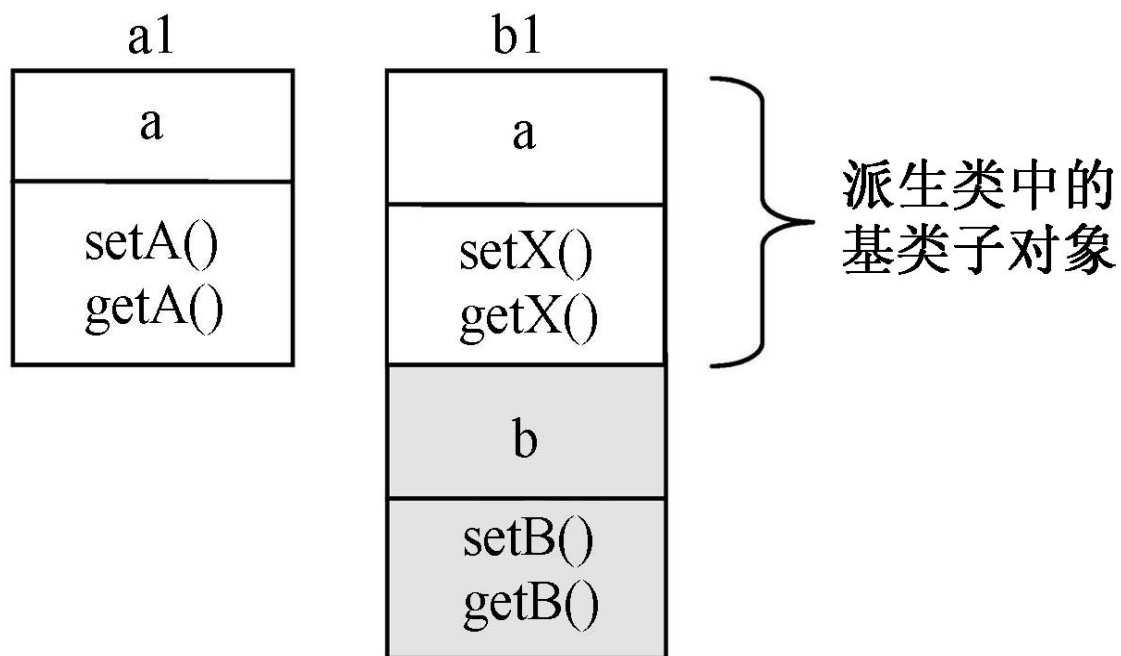 a1
a
setA()
getA()
b1
a
setX()
getX()
b
setB()
getB()
派生类中的
基类子对象